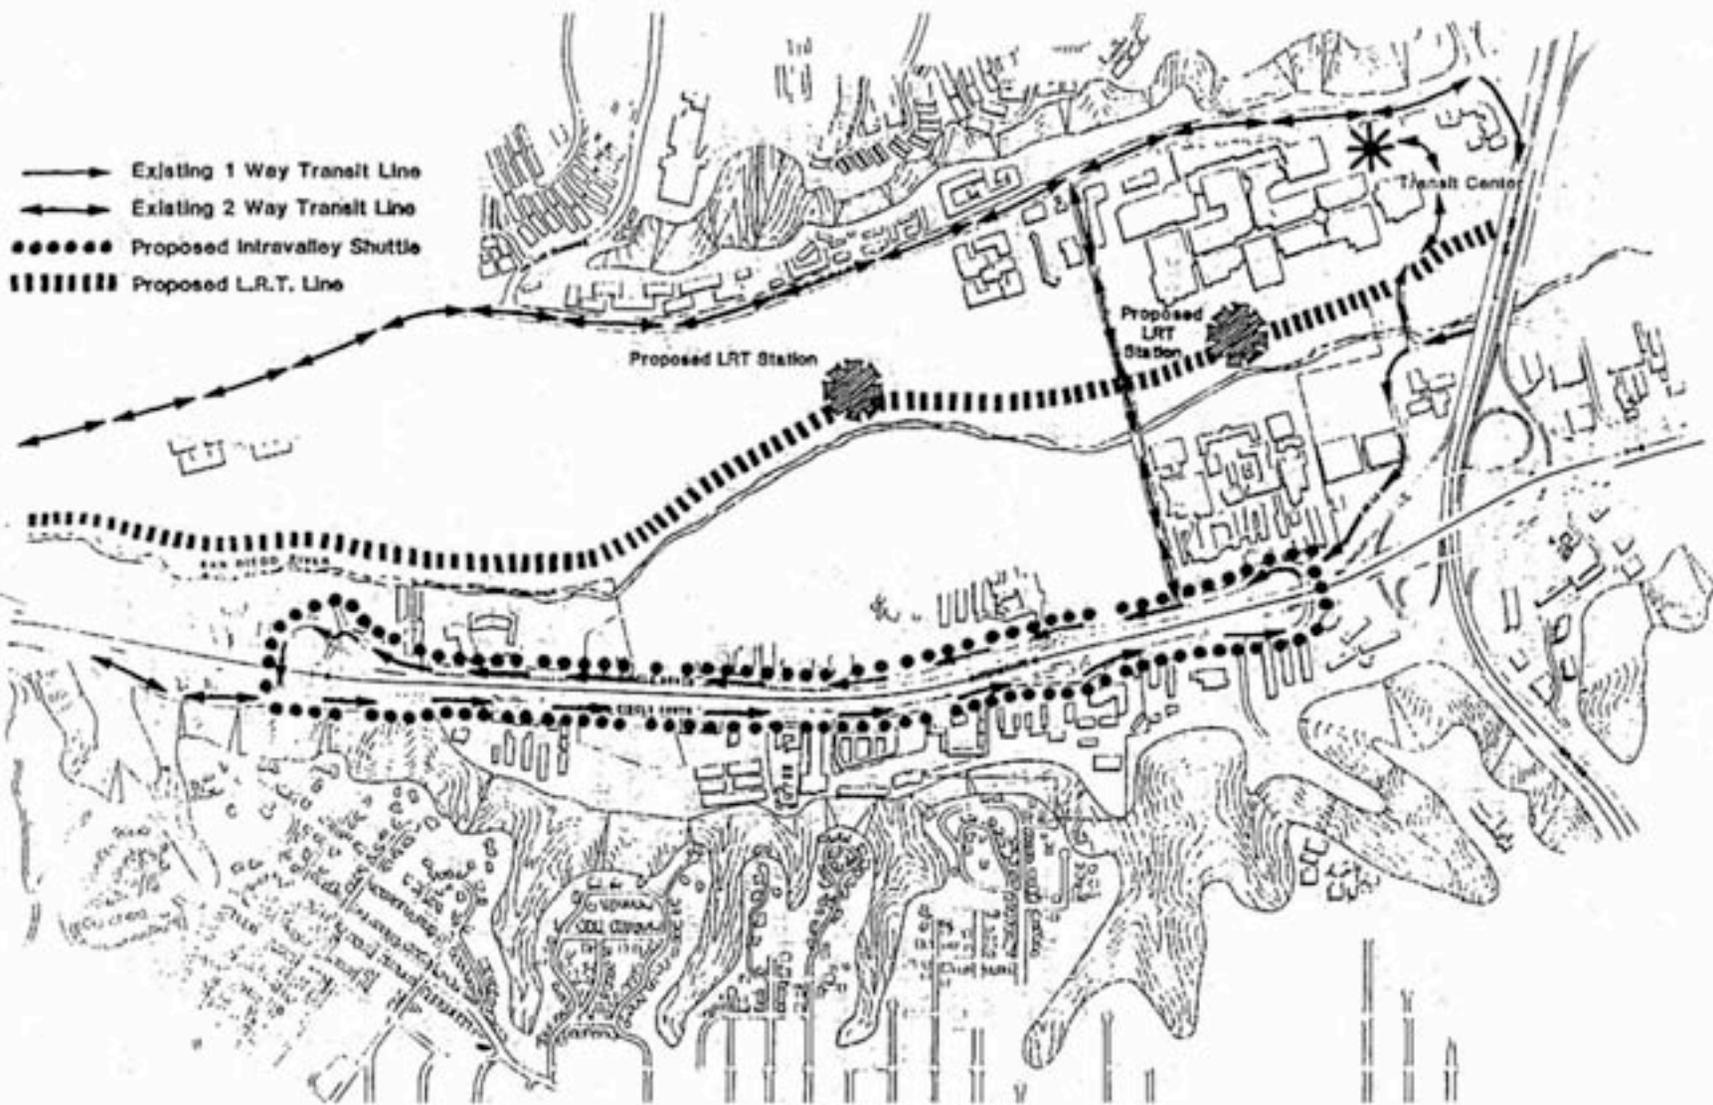 Existing 1 Way Transit Line
Existing 2 Way Transit Line
Proposed Intravalley Shuttle
Proposed L.R.T. Line
Transit Center
Proposed
LRT
Station
Proposed LRT Station
SAN DIEGO RIVER